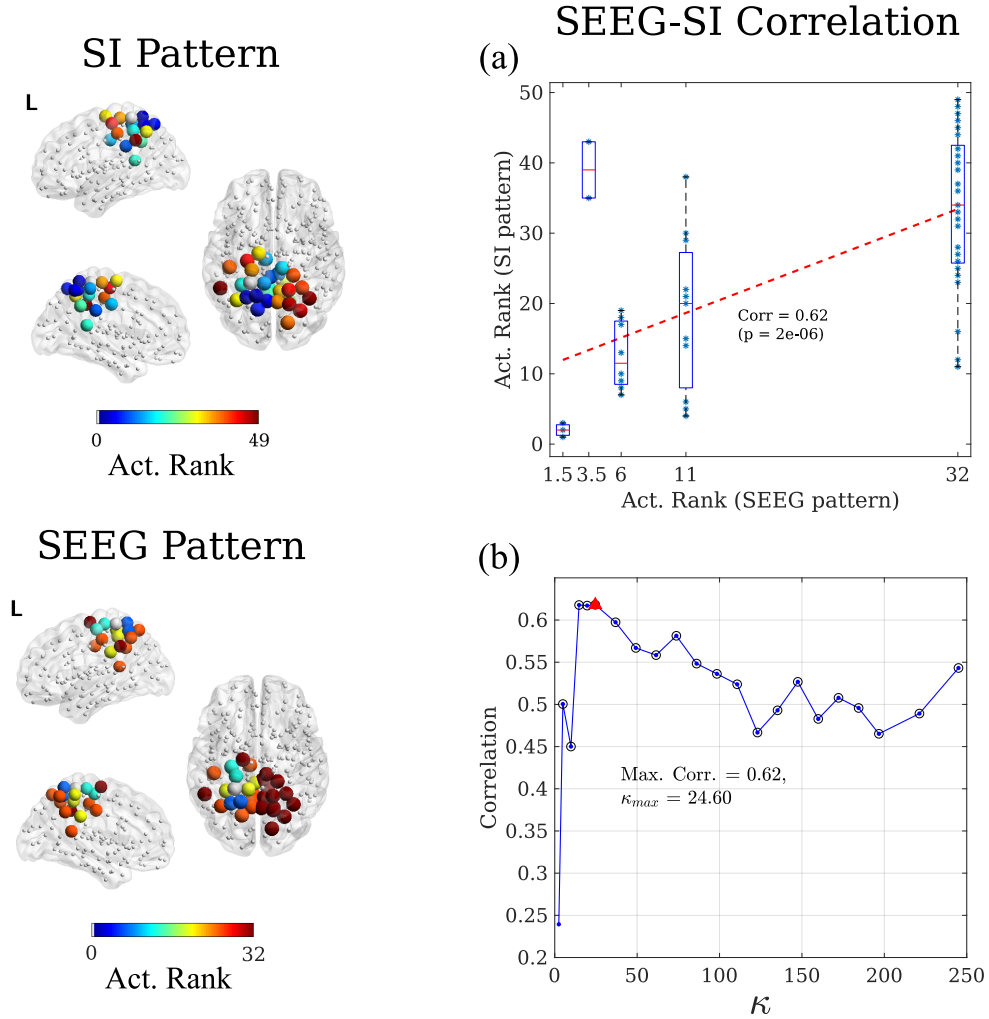 SI Pattern
L
0
49
Act. Rank
SEEG Pattern
L
0
32
Act. Rank
SEEG-SI Correlation
(a)
50
40
30
20
10
0
Act. Rank (SI pattern)
Corr = 0.62
(p = 2e-06)
1.5
3.5
6
11
32
Act. Rank (SEEG pattern)
(b)
0.6
0.55
0.5
0.45
0.4
0.35
0.3
0.25
0.2
Correlation
Max. Corr. = 0.62,
κmax = 24.60
0
50
100
150
200
250
κ